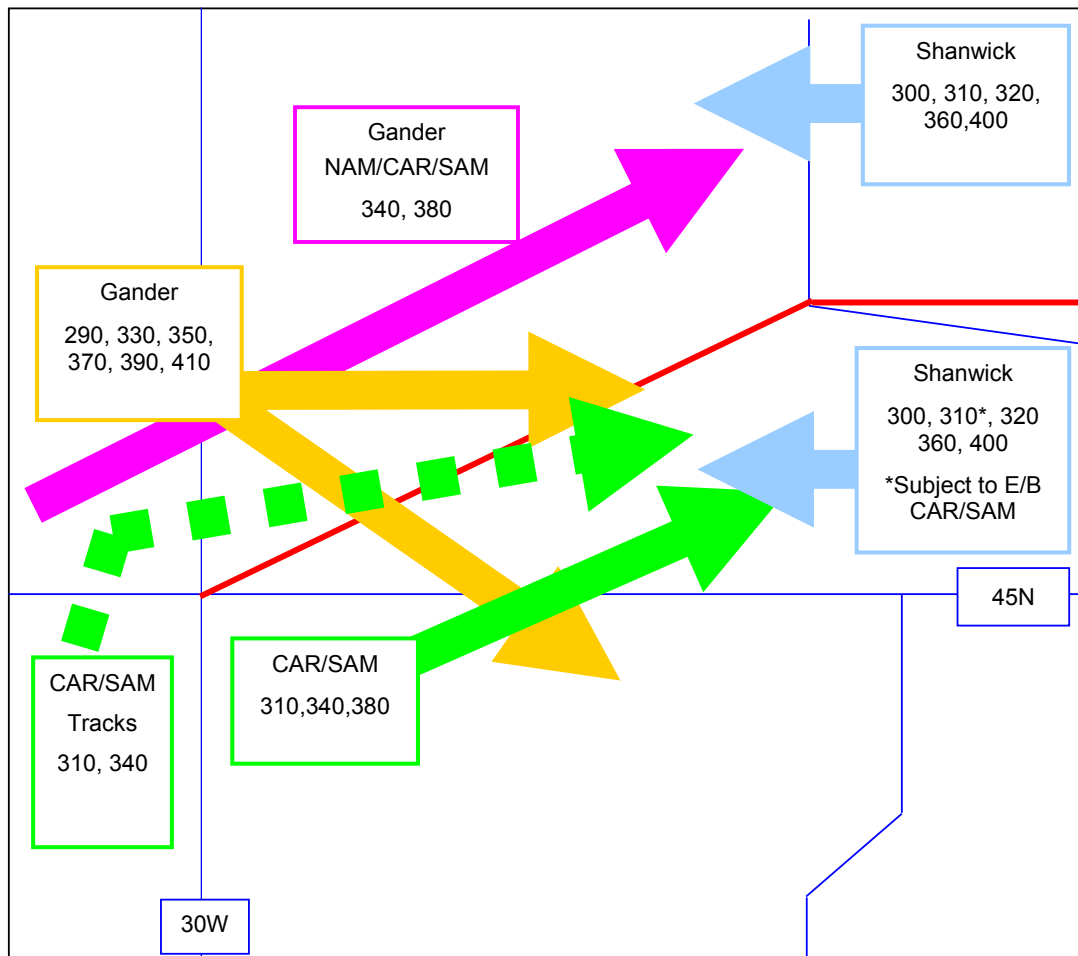 Shanwick
300, 310, 320,
360,400
Gander
NAM/CAR/SAM
340, 380
Gander
290, 330, 350,
370, 390, 410
Shanwick
300, 310*, 320
360, 400
*Subject to E/B
CAR/SAM
45N
CAR/SAM
310,340,380
CAR/SAM
Tracks
310, 340
30W